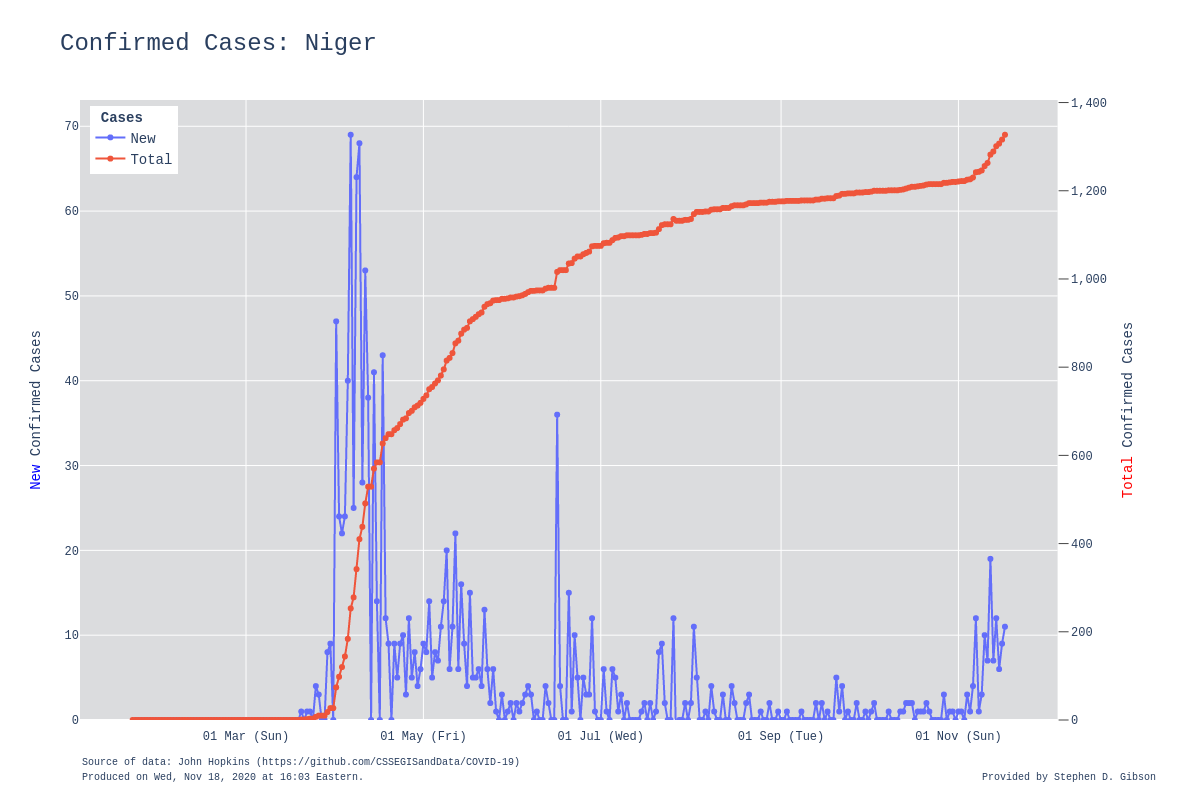 Confirmed Cases: Niger
Cases
New
Total
70
60
50
40
30
20
10
0
1,400
1,200
1,000
800
600
400
200
0
New Confirmed Cases
Total Confirmed Cases
01 Mar (Sun)
01 May (Fri)
01 Jul (Wed)
01 Sep (Tue)
01 Nov (Sun)
Source of data: John Hopkins (https://github.com/CSSEGISandData/COVID-19)
Produced on Wed, Nov 18, 2020 at 16:03 Eastern.
Provided by Stephen D. Gibson